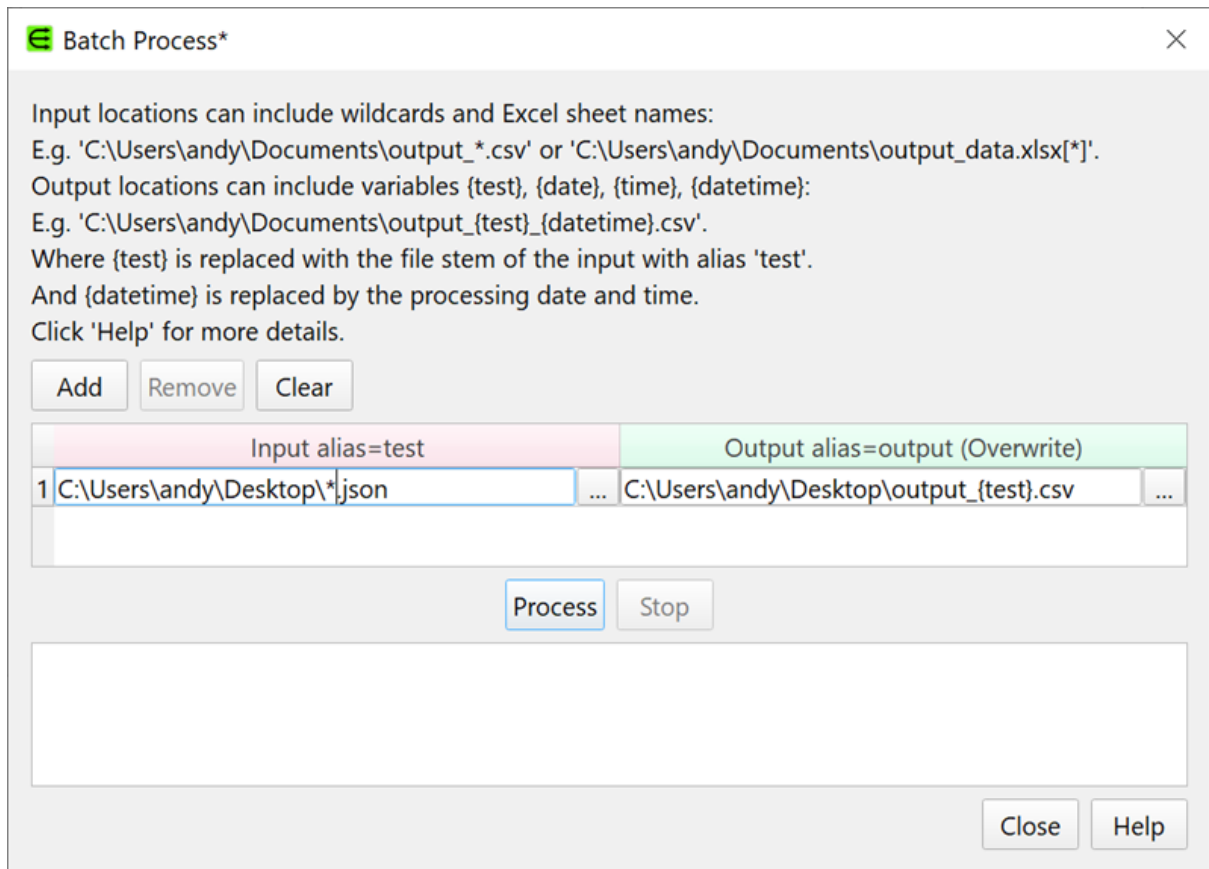 Batch Process*
Input locations can include wildcards and Excel sheet names:
E.g. 'C:\Users\andy\Documents\output_*.csv' or 'C:\Users\andy\Documents\output_data.xlsx[*]'.
Output locations can include variables {test}, {date}, {time}, {datetime}:
E.g. 'C:\Users\andy\Documents\output_{test}_{datetime}.csv'.
Where {test} is replaced with the file stem of the input with alias 'test'.
And {datetime} is replaced by the processing date and time.
Click 'Help' for more details.
Add Remove Clear
Input alias=test Output alias=output (Overwrite)
1 C:\Users\andy\Desktop\*.json ... C:\Users\andy\Desktop\output_{test}.csv ...
Process Stop
Close Help